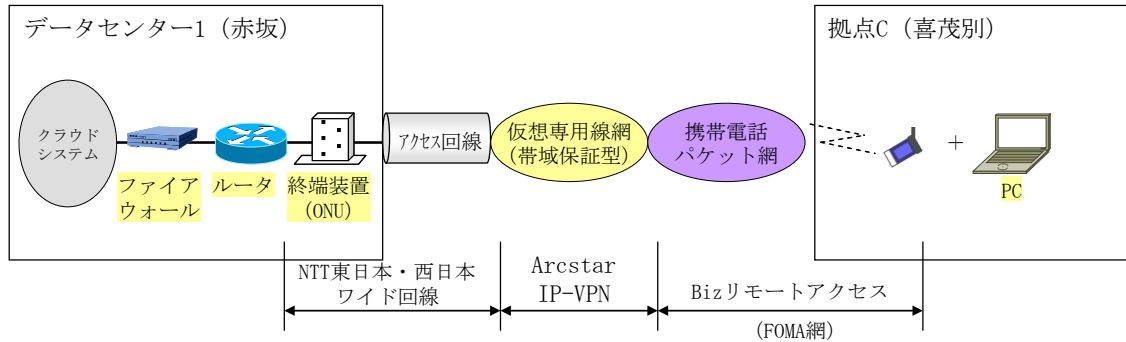 データセンター1（赤坂）
拠点C（喜茂別）
クラウド
システム
アクセス回線
仮想専用線網
(帯域保証型)
携帯電話
パケット網
+
ファイア
ウォール
ルータ
終端装置
(ONU)
PC
NTT東日本・西日本
ワイド回線
Arcstar
IP-VPN
Bizリモートアクセス
(FOMA網)